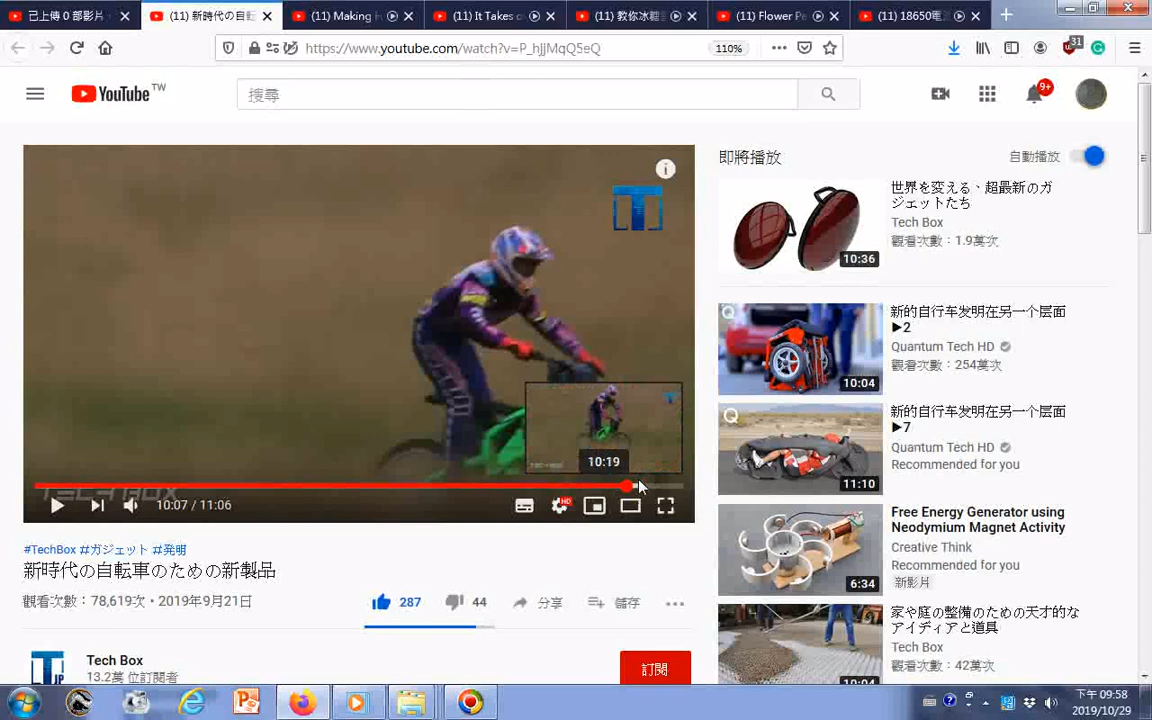 已上傳 0 部影片
(11) 新時代の自転
(11) Making
(11) It Takes
(11) 教你冰鞋
(11) Flower Pe
(11) 18650電
https://www.youtube.com/watch?v=P_hJJMqQ5eQ
110%
31
YouTube TW
搜尋
9+
TECH BOX
10:19
10:07 / 11:06
HD
#TechBox #ガジェット #発明
新時代の自転車のための新製品
觀看次數：78,619次 • 2019年9月21日
287
44
分享
儲存
Tech Box
13.2萬 位訂閱者
訂閱
即將播放
自動播放
世界を変える、超最新のガ
ジェットたち
Tech Box
觀看次數：1.9萬次
10:36
新的自行车发明在另一个层面
▶2
Quantum Tech HD
觀看次數：254萬次
10:04
新的自行车发明在另一个层面
▶7
Quantum Tech HD
Recommended for you
11:10
Free Energy Generator using
Neodymium Magnet Activity
Creative Think
Recommended for you
新影片
6:34
家や庭の整備のための天才的な
アイディアと道具
Tech Box
觀看次數：42萬次
10:04
下午 09:58
2019/10/29